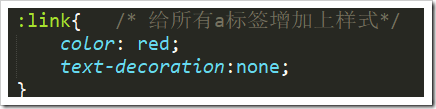 :link{   /* 给所有a标签增加上样式*/
    color: red;
    text-decoration:none;
}